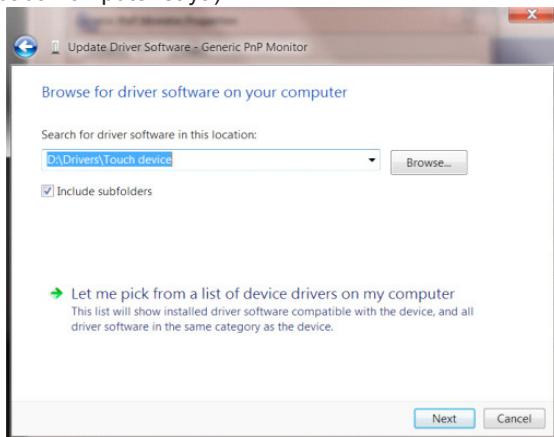 Update Driver Software - Generic PnP Monitor
Browse for driver software on your computer
Search for driver software in this location:
D:\Drivers\Touch device
Browse...
Include subfolders
Let me pick from a list of device drivers on my computer
This list will show installed driver software compatible with the device, and all
driver software in the same category as the device.
Next
Cancel